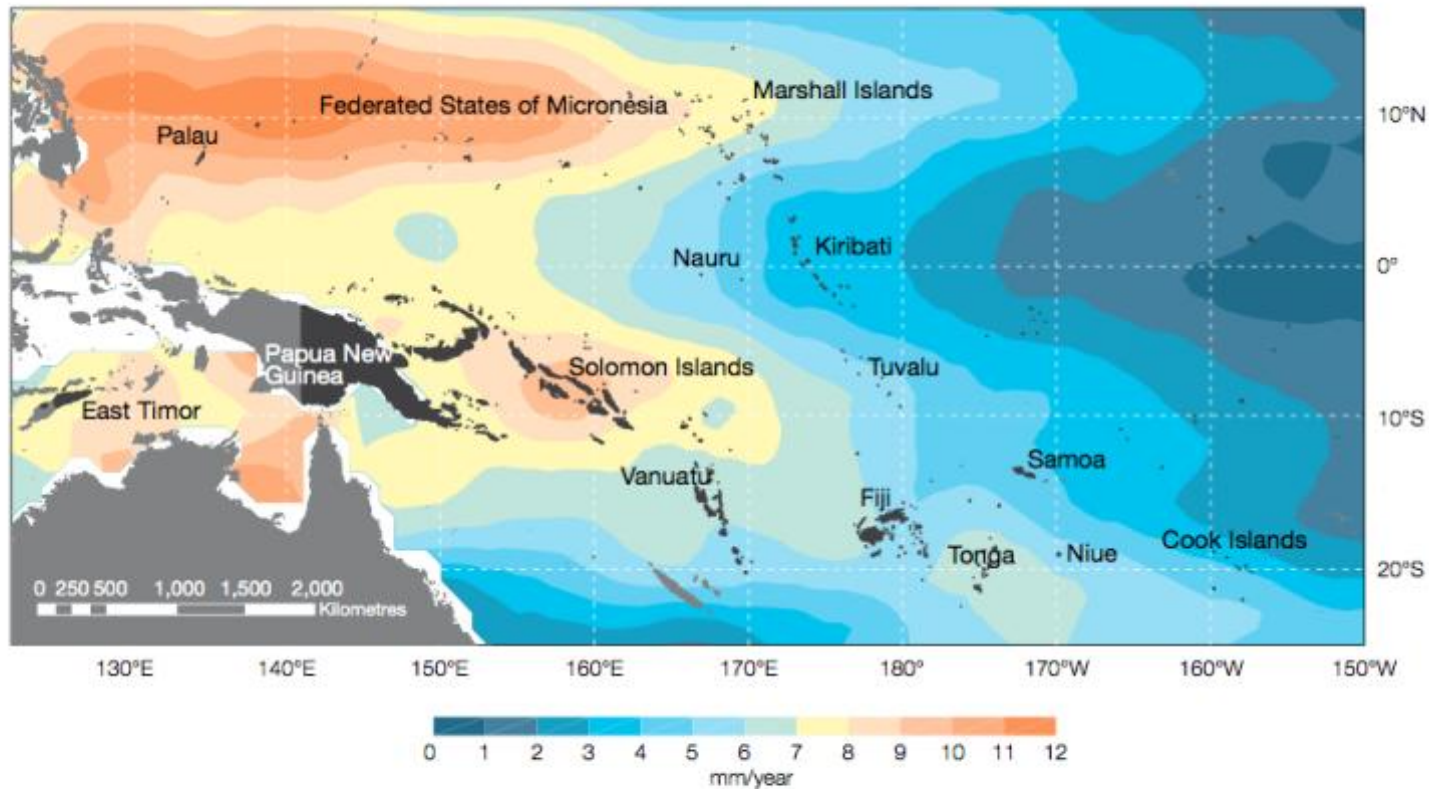 Marshall Islands
Federated States of Micronesia
10°N
Palau
Nauru
Kiribati
0°
Papua New
Guinea
Solomon Islands
Tuvalu
East Timor
10°S
Samoa
Vanuatu
Fiji
Cook Islands
Tonga
Niue
20°S
0 250 500 1,000 1,500 2,000
Kilometres
130°E 140°E 150°E 160°E 170°E 180° 170°W 160°W 150°W
0 1 2 3 4 5 6 7 8 9 10 11 12
mm/year